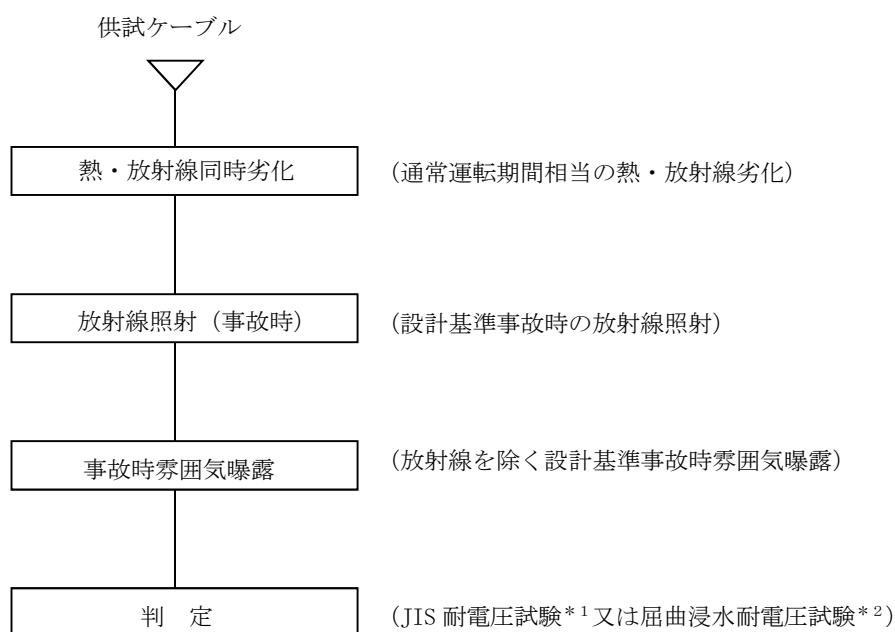 供試ケーブル
熱・放射線同時劣化 (通常運転期間相当の熱・放射線劣化)
放射線照射(事故時) (設計基準事故時の放射線照射)
事故時雰囲気曝露 (放射線を除く設計基準事故時雰囲気曝露)
判 定 (JIS 耐電圧試験*1又は屈曲浸水耐電圧試験*2)